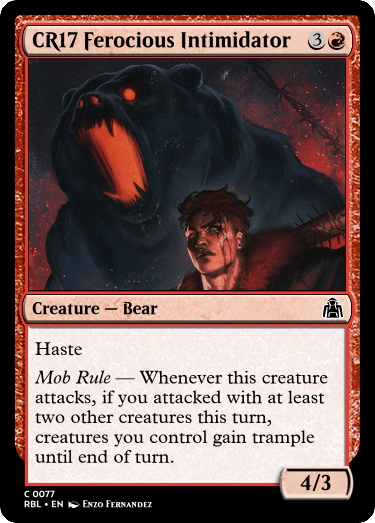 CR17 Ferocious Intimidator 3
Creature — Bear
Haste
Mob Rule — Whenever this creature
attacks, if you attacked with at least
two other creatures this turn,
creatures you control gain trample
until end of turn.
4/3
C 0077
RBL • EN Enzo Fernandez